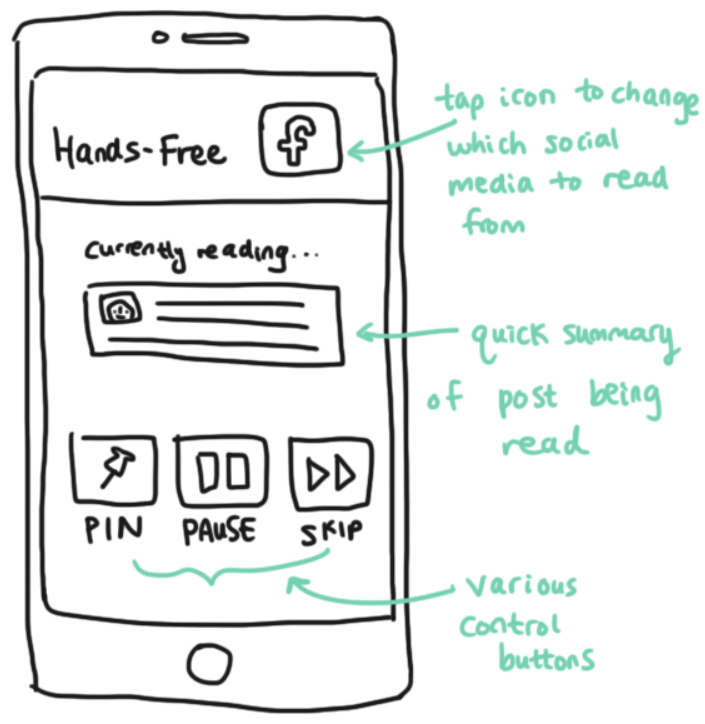 Hands-Free
f
tap icon to change
which social
media to read
from
currently reading...
quick summary
of post being
read
PIN
PAUSE
SKIP
various
control
buttons